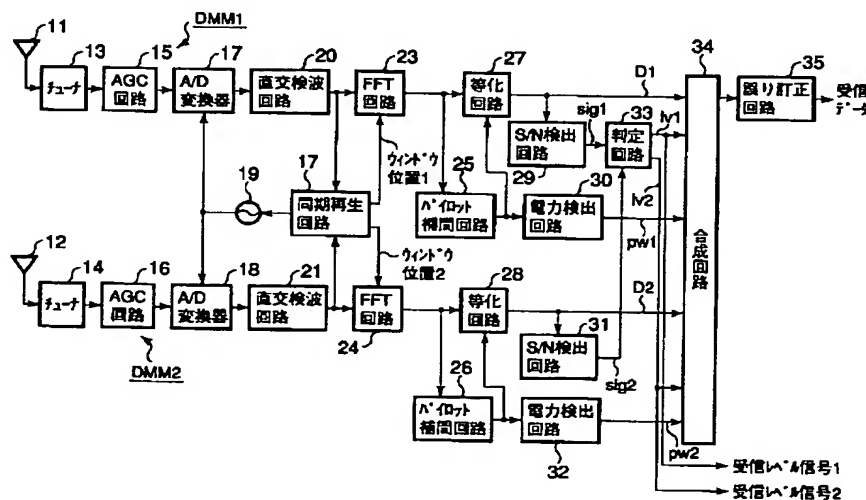 DMM1
11
13
チューナ
15
AGC
回路
17
A/D
変換器
20
直交検波
回路
23
FFT
回路
27
等化
回路
D1
34
35
誤り訂正
回路
受信
データ
S/N検出
回路
29
sig1
33
判定
回路
lv1
lv2
19
17
同期再生
回路
ウィンドウ
位置1
25
パイロット
補間回路
30
電力検出
回路
pw1
合成回路
12
14
チューナ
16
AGC
回路
18
A/D
変換器
21
直交検波
回路
ウィンドウ
位置2
FFT
回路
24
28
等化
回路
D2
31
S/N検出
回路
sig2
DMM2
26
パイロット
補間回路
電力検出
回路
32
pw2
受信レベル信号1
受信レベル信号2